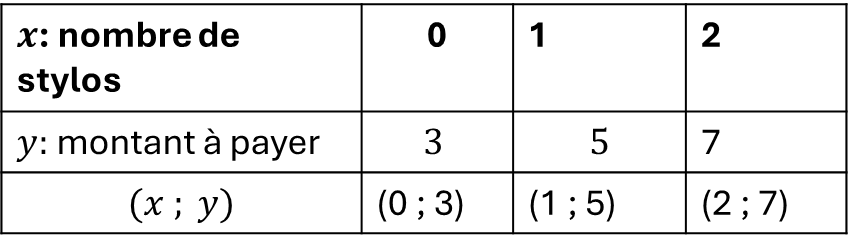 x: nombre de stylos 0 1 2
y: montant à payer 3 5 7
(x ; y) (0 ; 3) (1 ; 5) (2 ; 7)